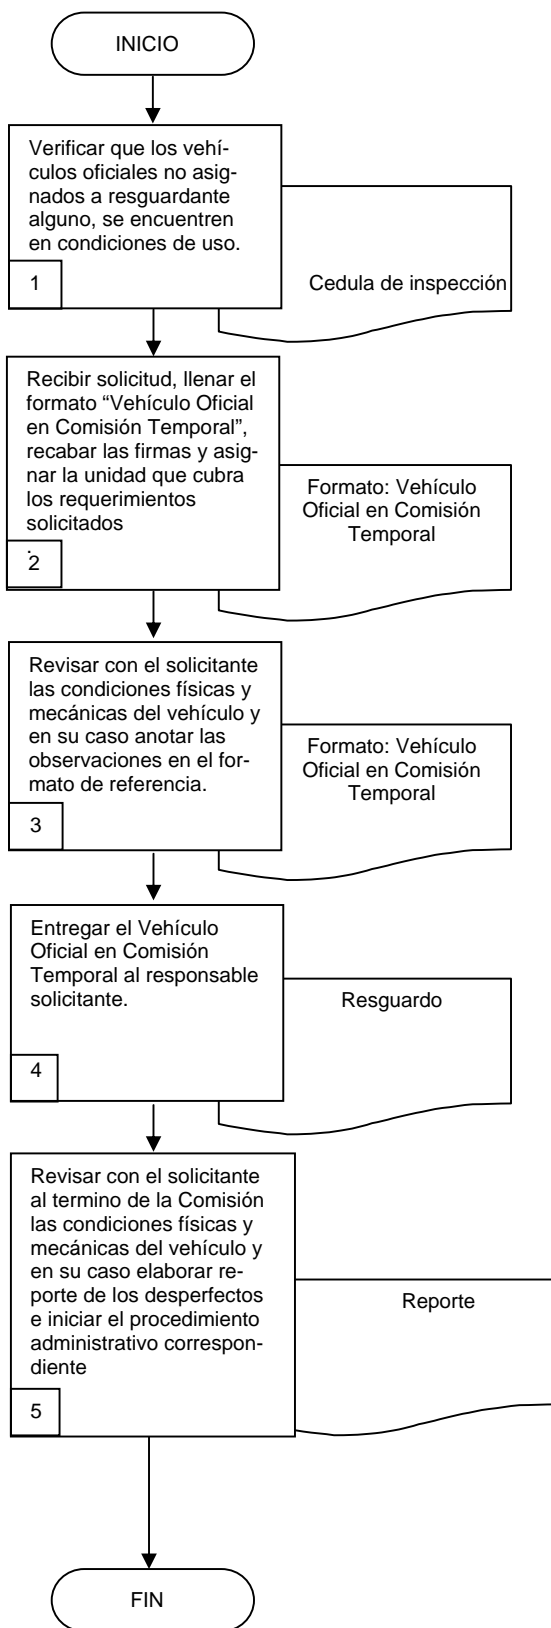 INICIO
Verificar que los vehí-
culos oficiales no asig-
nados a resguardante
alguno, se encuentren
en condiciones de uso.
1
Cedula de inspección
Recibir solicitud, llenar el
formato “Vehículo Oficial
en Comisión Temporal”,
recabar las firmas y asig-
nar la unidad que cubra
los requerimientos
solicitados
.
2
Formato: Vehículo
Oficial en Comisión
Temporal
Revisar con el solicitante
las condiciones físicas y
mecánicas del vehículo y
en su caso anotar las
observaciones en el for-
mato de referencia.
3
Formato: Vehículo
Oficial en Comisión
Temporal
Entregar el Vehículo
Oficial en Comisión
Temporal al responsable
solicitante.
4
Resguardo
Revisar con el solicitante
al termino de la Comisión
las condiciones físicas y
mecánicas del vehículo y
en su caso elaborar re-
porte de los desperfectos
e iniciar el procedimiento
administrativo correspon-
diente
5
Reporte
FIN